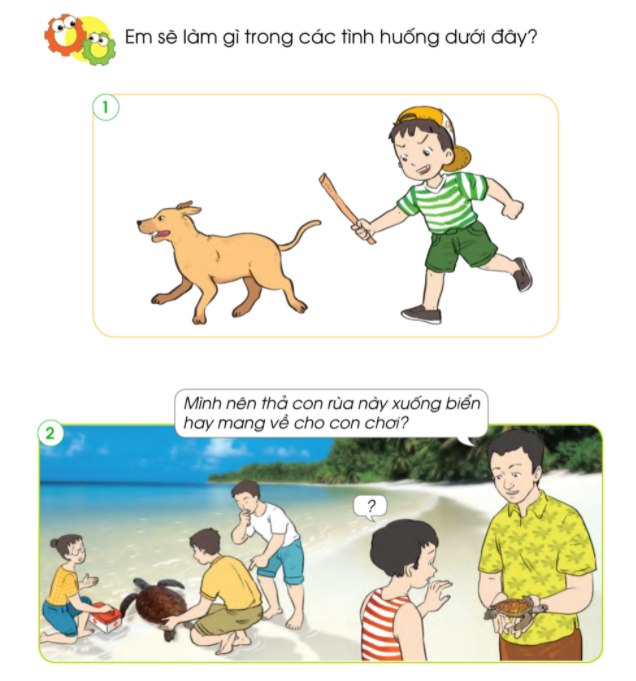 Em sẽ làm gì trong các tình huống dưới đây?
1
Mình nên thả con rùa này xuống biển
hay mang về cho con chơi?
2
?